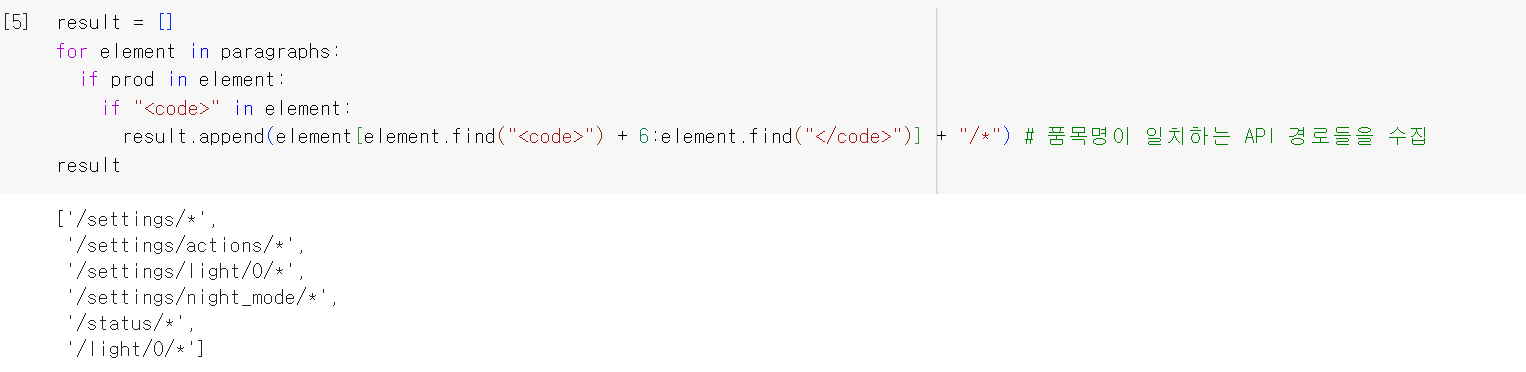 [5] result = []
for element in paragraphs:
  if prod in element:
    if "<code>" in element:
      result.append(element[element.find("<code>") + 6:element.find("</code>")] + "/*") # 품목명이 일치하는 API 경로들을 수집
result
['/settings/*',
 '/settings/actions/*',
 '/settings/light/0/*',
 '/settings/night_mode/*',
 '/status/*',
 '/light/0/*']